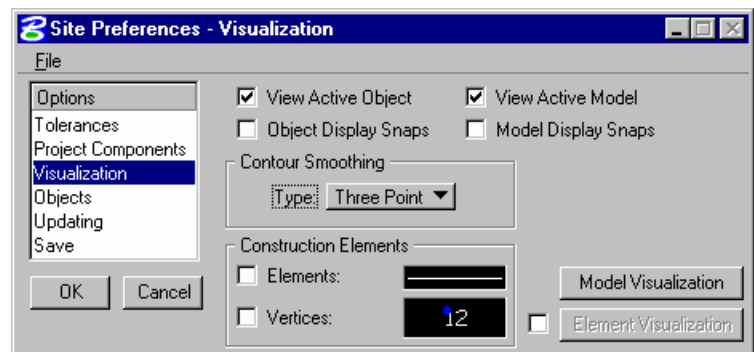 Site Preferences - Visualization
File
Options
Tolerances
Project Components
Visualization
Objects
Updating
Save
OK Cancel
View Active Object View Active Model
Object Display Snaps Model Display Snaps
Contour Smoothing
Type: Three Point
Construction Elements
Elements:
Vertices: 12
Model Visualization
Element Visualization